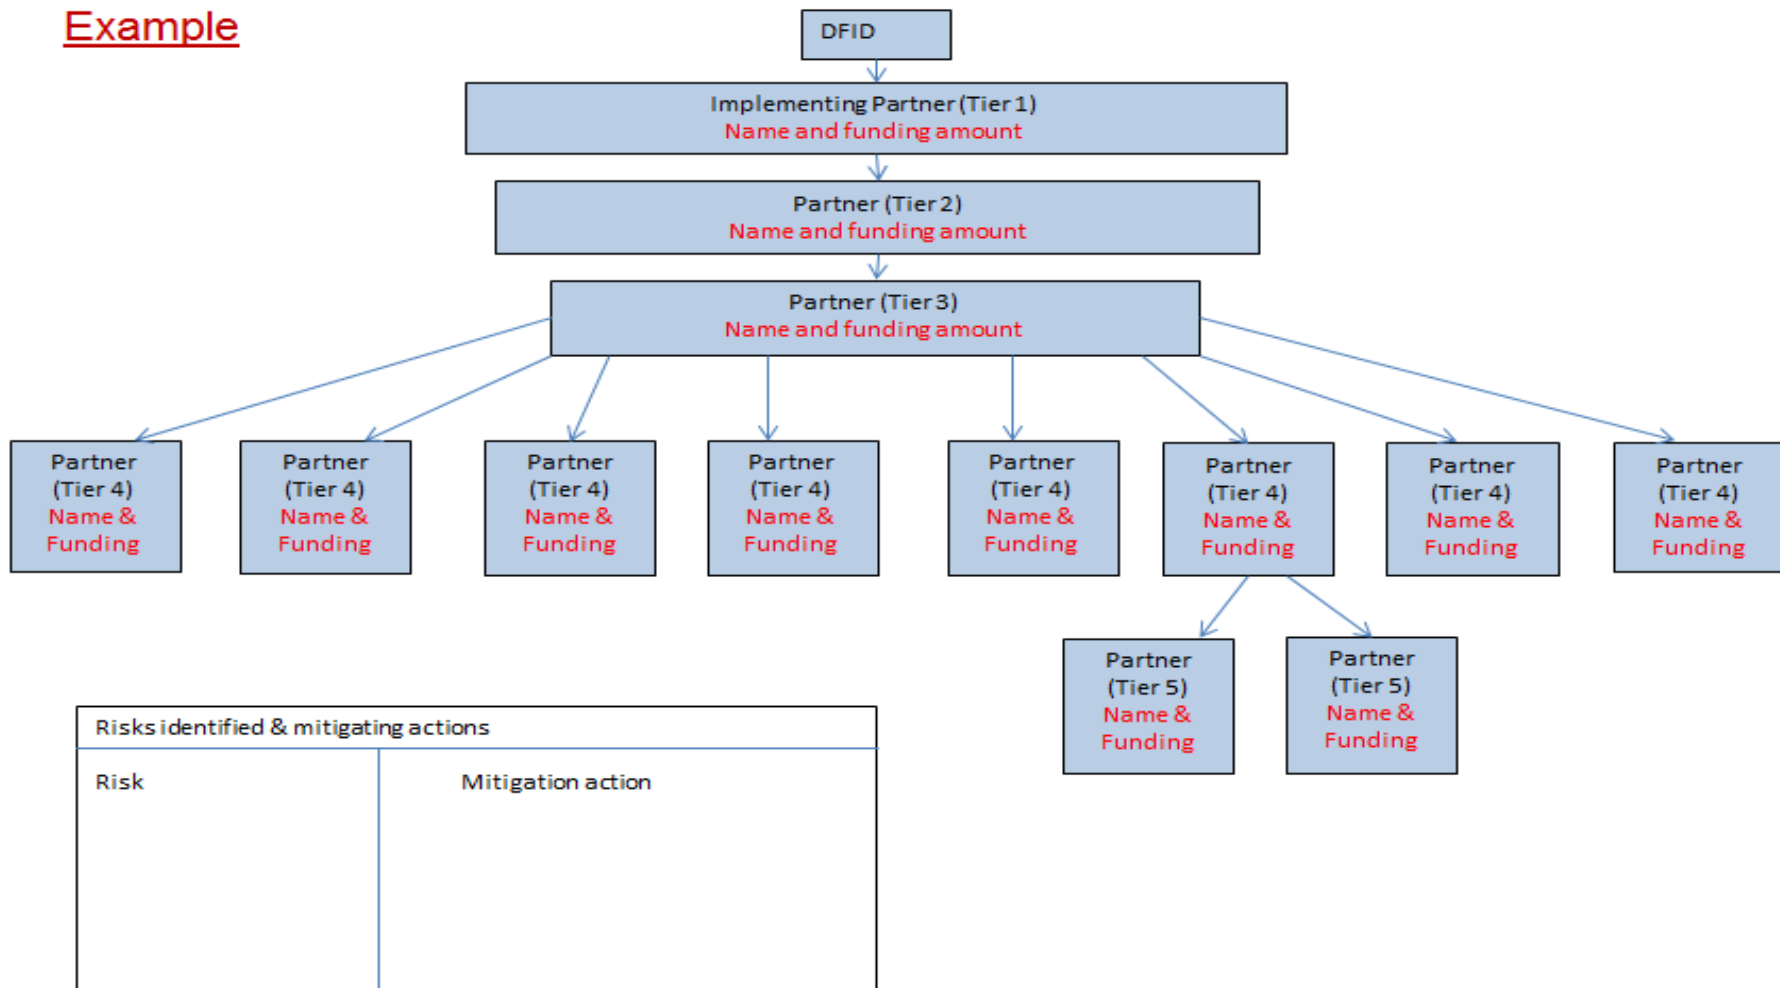 Example
DFID
Implementing Partner (Tier 1)
Name and funding amount
Partner (Tier 2)
Name and funding amount
Partner (Tier 3)
Name and funding amount
Partner
(Tier 4)
Name &
Funding
Partner
(Tier 4)
Name &
Funding
Partner
(Tier 4)
Name &
Funding
Partner
(Tier 4)
Name &
Funding
Partner
(Tier 4)
Name &
Funding
Partner
(Tier 4)
Name &
Funding
Partner
(Tier 4)
Name &
Funding
Partner
(Tier 4)
Name &
Funding
Partner
(Tier 5)
Name &
Funding
Partner
(Tier 5)
Name &
Funding
Risks identified & mitigating actions
Risk
Mitigation action